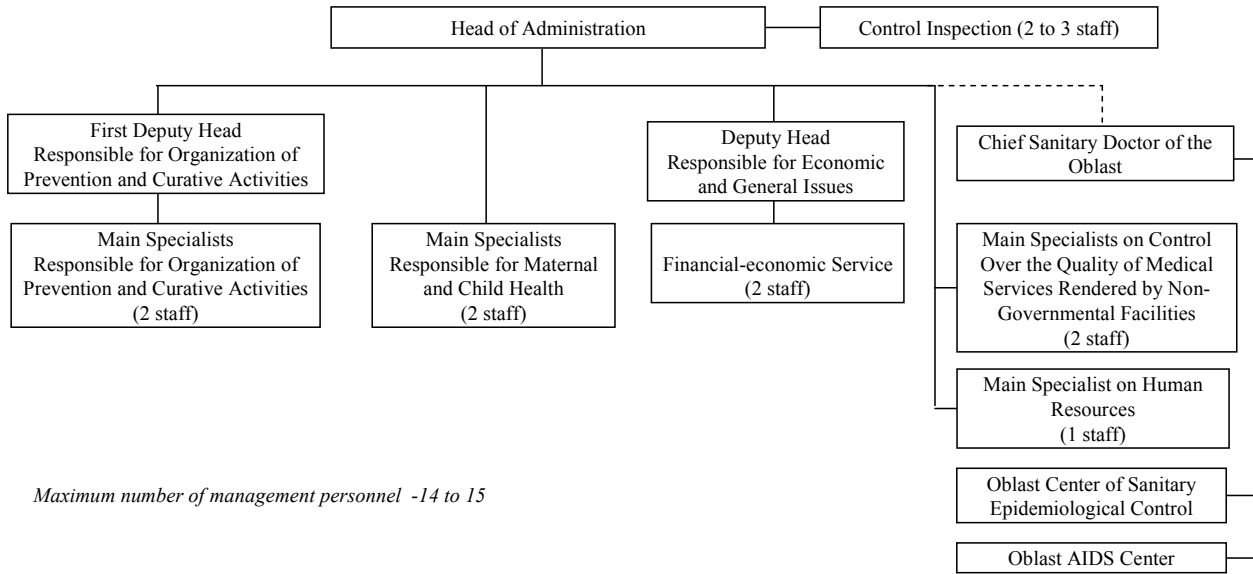 Head of Administration
Control Inspection (2 to 3 staff)
First Deputy Head
Responsible for Organization of
Prevention and Curative Activities
Deputy Head
Responsible for Economic
and General Issues
Chief Sanitary Doctor of the
Oblast
Main Specialists
Responsible for Organization of
Prevention and Curative Activities
(2 staff)
Main Specialists
Responsible for Maternal
and Child Health
(2 staff)
Financial-economic Service
(2 staff)
Main Specialists on Control
Over the Quality of Medical
Services Rendered by Non-
Governmental Facilities
(2 staff)
Main Specialist on Human
Resources
(1 staff)
Maximum number of management personnel -14 to 15
Oblast Center of Sanitary
Epidemiological Control
Oblast AIDS Center